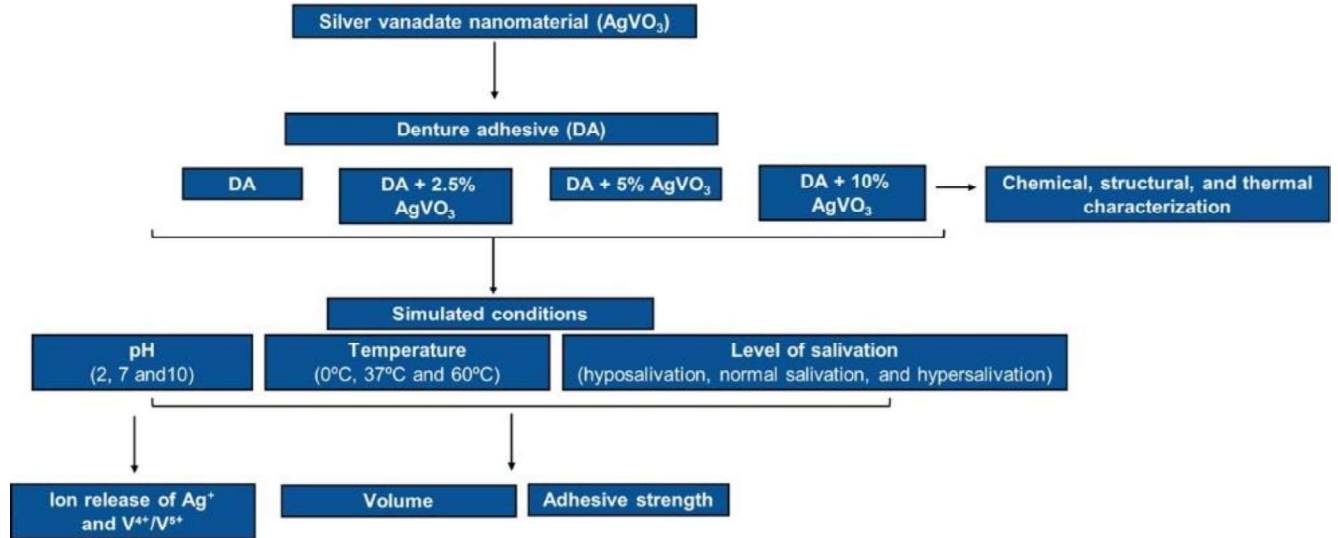 Silver vanadate nanomaterial (AgVO₃)
Denture adhesive (DA)
DA
DA + 2.5%
AgVO₃
DA + 5% AgVO₃
DA + 10%
AgVO₃
Chemical, structural, and thermal
characterization
Simulated conditions
pH
(2, 7 and10)
Temperature
(0ºC, 37ºC and 60ºC)
Level of salivation
(hyposalivation, normal salivation, and hypersalivation)
Ion release of Ag⁺
and V⁴⁺/V⁵⁺
Volume
Adhesive strength